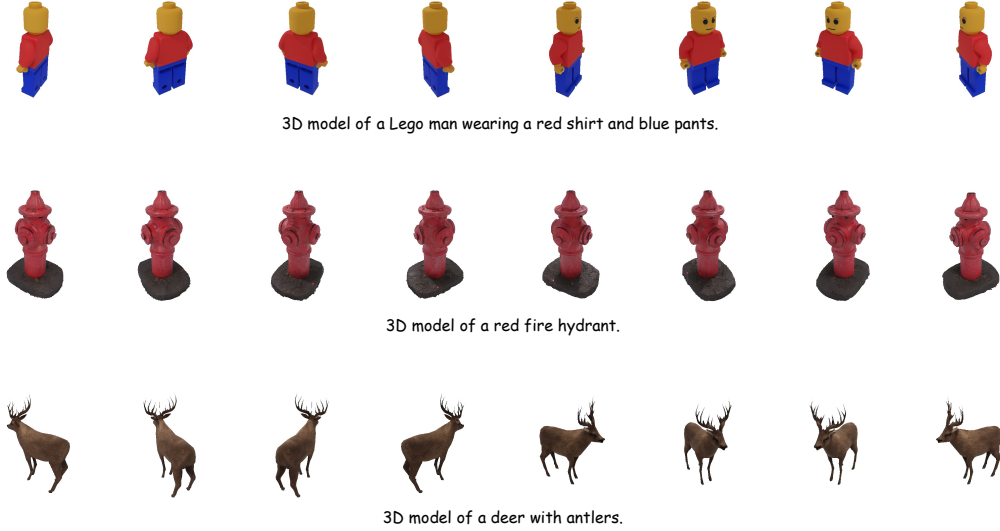 3D model of a Lego man wearing a red shirt and blue pants.
3D model of a red fire hydrant.
3D model of a deer with antlers.